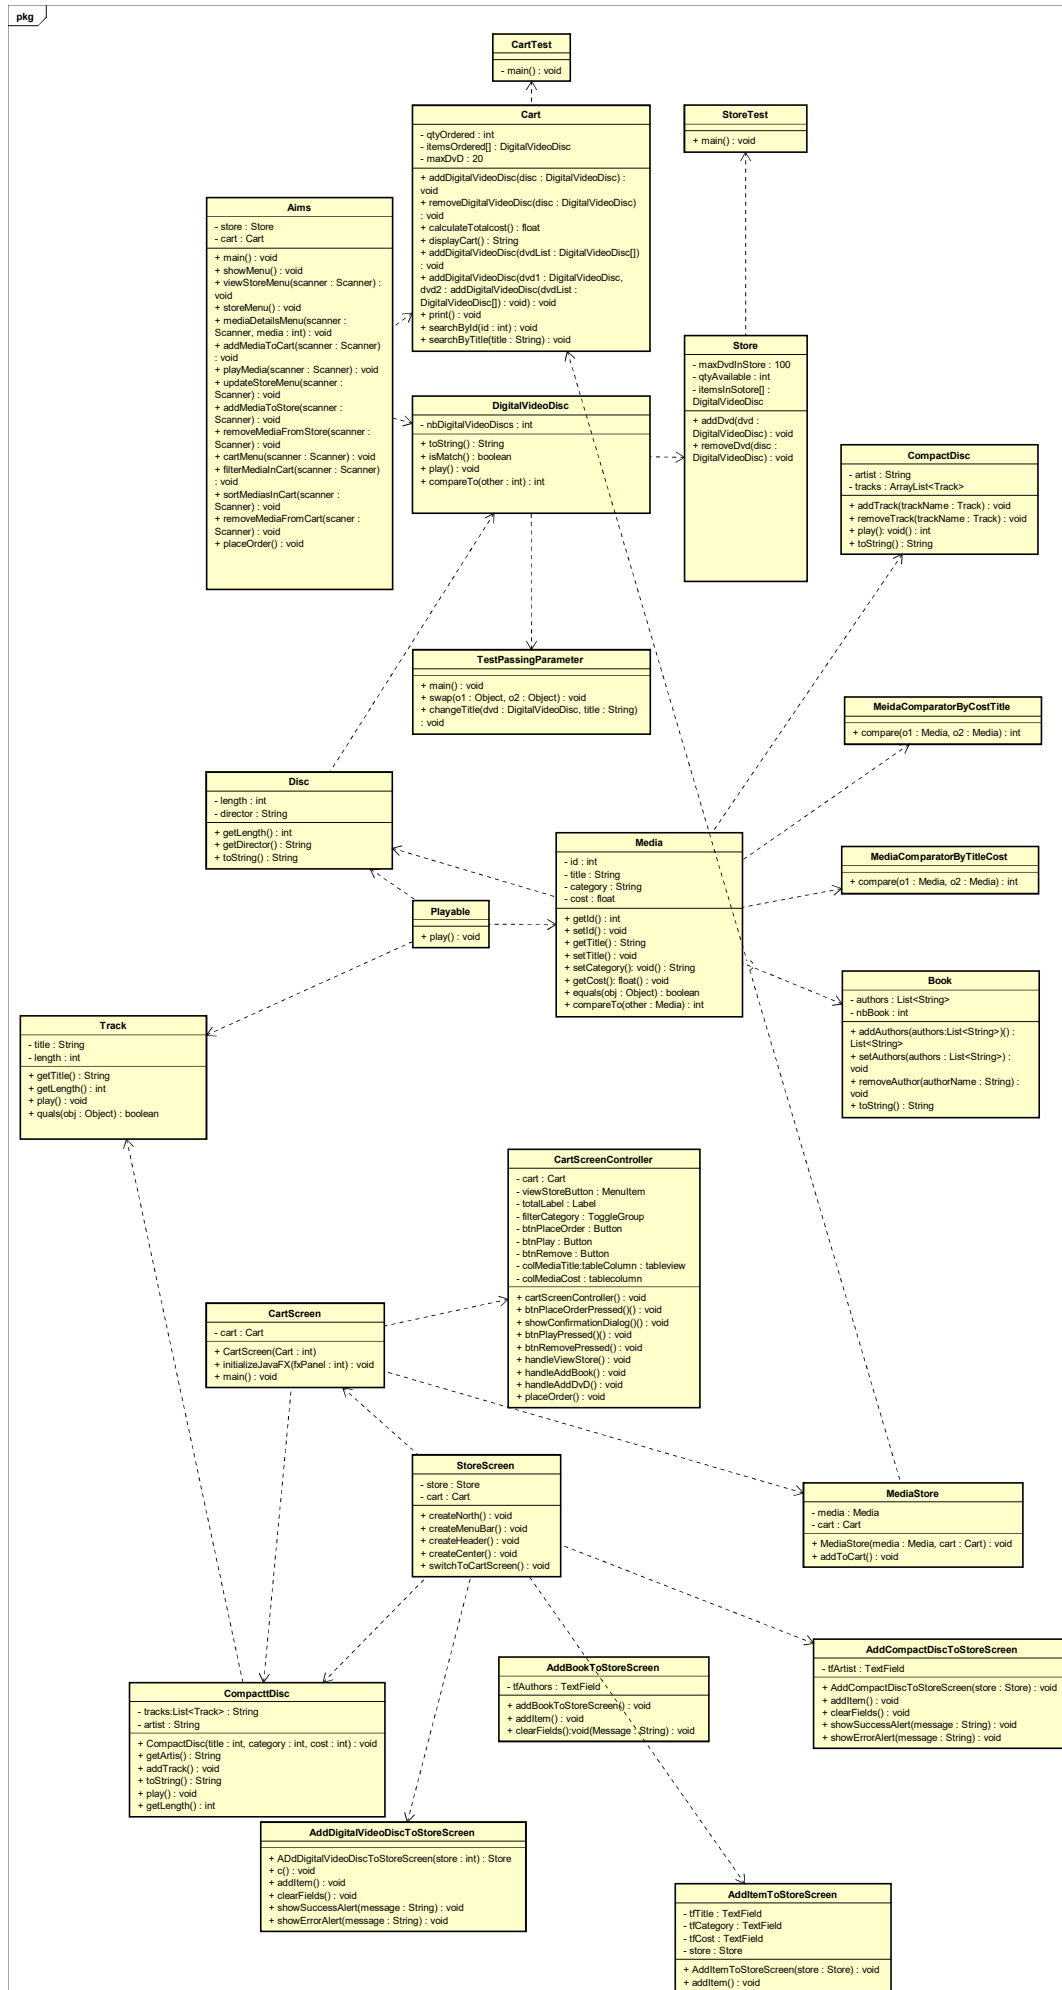 pkg
CartTest
- main() : void
Cart
- qtyOrdered : int
- itemsOrdered[] : DigitalVideoDisc
- maxDvD : 20
+ addDigitalVideoDisc(disc : DigitalVideoDisc) :
void
+ removeDigitalVideoDisc(disc : DigitalVideoDisc)
: void
+ calculateTotalcost() : float
+ displayCart() : String
+ addDigitalVideoDisc(dvdList : DigitalVideoDisc[])
: void
+ addDigitalVideoDisc(dvd1 : DigitalVideoDisc,
dvd2 : addDigitalVideoDisc(dvdList :
DigitalVideoDisc[]) : void) : void
+ print() : void
+ searchById(id : int) : void
+ searchByTitle(title : String) : void
StoreTest
+ main() : void
Aims
- store : Store
- cart : Cart
+ main() : void
+ showMenu() : void
+ viewStoreMenu(scanner : Scanner) :
void
+ storeMenu() : void
+ mediaDetailsMenu(scanner :
Scanner, media : int) : void
+ addMediaToCart(scanner : Scanner)
: void
+ playMedia(scanner : Scanner) : void
+ updateStoreMenu(scanner :
Scanner) : void
+ addMediaToStore(scanner :
Scanner) : void
+ removeMediaFromStore(scanner :
Scanner) : void
+ cartMenu(scanner : Scanner) : void
+ filterMediaInCart(scanner : Scanner)
: void
+ sortMediasInCart(scanner :
Scanner) : void
+ removeMediaFromCart(scaner :
Scanner) : void
+ placeOrder() : void
Store
- maxDvdInStore : 100
- qtyAvailable : int
- itemsInSotore[] :
DigitalVideoDisc
+ addDvd(dvd :
DigitalVideoDisc) : void
+ removeDvd(disc :
DigitalVideoDisc) : void
DigitalVideoDisc
- nbDigitalVideoDiscs : int
+ toString() : String
+ isMatch() : boolean
+ play() : void
+ compareTo(other : int) : int
CompactDisc
- artist : String
- tracks : ArrayList<Track>
+ addTrack(trackName : Track) : void
+ removeTrack(trackName : Track) : void
+ play(): void() : int
+ toString() : String
TestPassingParameter
+ main() : void
+ swap(o1 : Object, o2 : Object) : void
+ changeTitle(dvd : DigitalVideoDisc, title : String)
: void
MeidaComparatorByCostTitle
+ compare(o1 : Media, o2 : Media) : int
Disc
- length : int
- director : String
+ getLength() : int
+ getDirector() : String
+ toString() : String
Media
- id : int
- title : String
- category : String
- cost : float
+ getId() : int
+ setId() : void
+ getTitle() : String
+ setTitle() : void
+ setCategory(): void() : String
+ getCost(): float() : void
+ equals(obj : Object) : boolean
+ compareTo(other : Media) : int
MediaComparatorByTitleCost
+ compare(o1 : Media, o2 : Media) : int
Playable
+ play() : void
Book
- authors : List<String>
- nbBook : int
+ addAuthors(authors:List<String>)() :
List<String>
+ setAuthors(authors : List<String>) :
void
+ removeAuthor(authorName : String) :
void
+ toString() : String
Track
- title : String
- length : int
+ getTitle() : String
+ getLength() : int
+ play() : void
+ quals(obj : Object) : boolean
CartScreenController
- cart : Cart
- viewStoreButton : MenuItem
- totalLabel : Label
- filterCategory : ToggleGroup
- btnPlaceOrder : Button
- btnPlay : Button
- btnRemove : Button
- colMediaTitle:tableColumn : tableview
- colMediaCost : tablecolumn
+ cartScreenController() : void
+ btnPlaceOrderPressed()() : void
+ showConfirmationDialog()() : void
+ btnPlayPressed()() : void
+ btnRemovePressed() : void
+ handleViewStore() : void
+ handleAddBook() : void
+ handleAddDvD() : void
+ placeOrder() : void
CartScreen
- cart : Cart
+ CartScreen(Cart : int)
+ initializeJavaFX(fxPanel : int) : void
+ main() : void
StoreScreen
- store : Store
- cart : Cart
+ createNorth() : void
+ createMenuBar() : void
+ createHeader() : void
+ createCenter() : void
+ switchToCartScreen() : void
MediaStore
- media : Media
- cart : Cart
+ MediaStore(media : Media, cart : Cart) : void
+ addToCart() : void
AddCompactDiscToStoreScreen
- tfArtist : TextField
+ AddCompactDiscToStoreScreen(store : Store) : void
+ addItem() : void
+ clearFields() : void
+ showSuccessAlert(message : String) : void
+ showErrorAlert(message : String) : void
AddBookToStoreScreen
- tfAuthors : TextField
+ addBookToStoreScreen() : void
+ addItem() : void
+ clearFields():void(Message : String) : void
CompacttDisc
- tracks:List<Track> : String
- artist : String
+ CompactDisc(title : int, category : int, cost : int) : void
+ getArtis() : String
+ addTrack() : void
+ toString() : String
+ play() : void
+ getLength() : int
AddDigitalVideoDiscToStoreScreen
+ ADdDigitalVideoDiscToStoreScreen(store : int) : Store
+ c() : void
+ addItem() : void
+ clearFields() : void
+ showSuccessAlert(message : String) : void
+ showErrorAlert(message : String) : void
AddItemToStoreScreen
- tfTitle : TextField
- tfCategory : TextField
- tfCost : TextField
- store : Store
+ AddItemToStoreScreen(store : Store) : void
+ addItem() : void